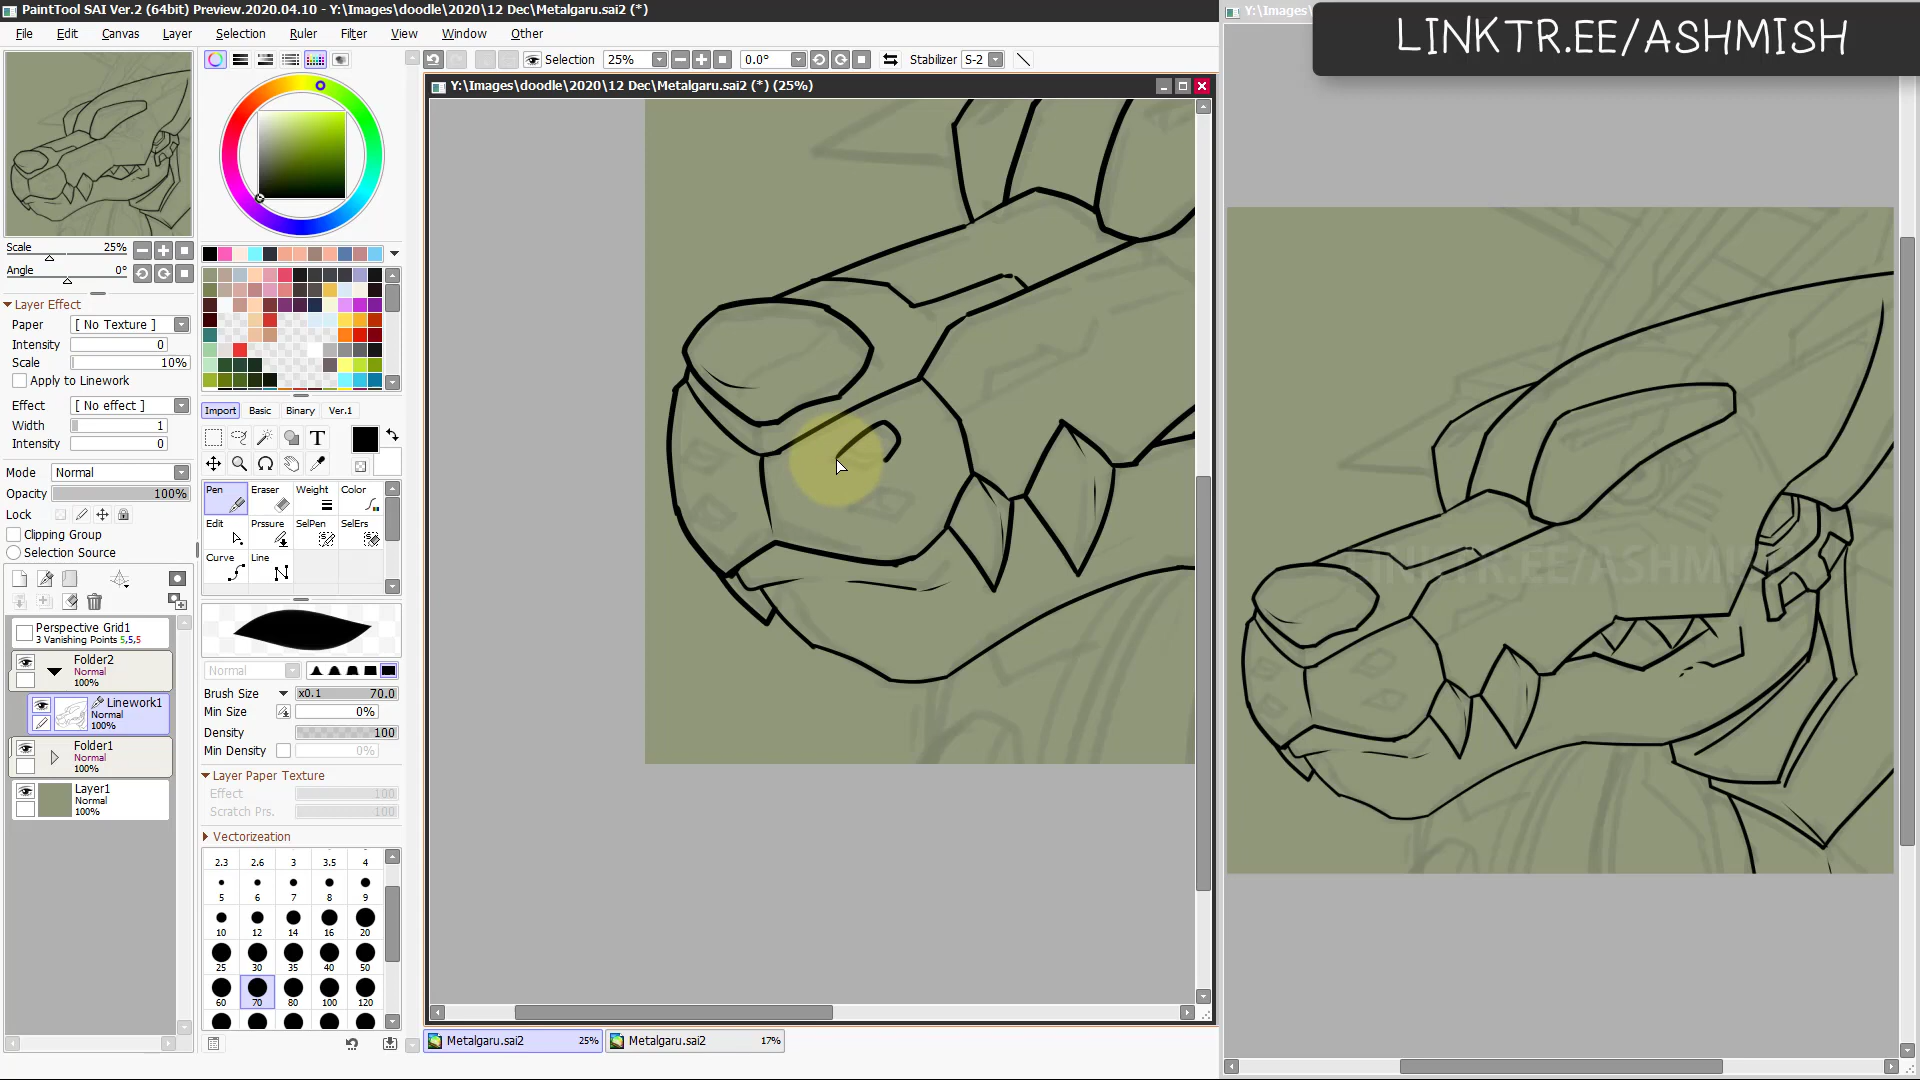 PaintTool SAI Ver.2 (64bit) Preview.2020.04.10 - Y:\Images\doodle\2020\12 Dec\Metalgaru.sai2 (*)
Y:\Images
LINKTR.EE/ASHMISH
File Edit Canvas Layer Selection Ruler Filter View Window Other
Selection 25% 0.0° Stabilizer S-2
Y:\Images\doodle\2020\12 Dec\Metalgaru.sai2 (*) (25%)
Scale 25%
Angle 0°
Layer Effect
Paper [ No Texture ]
Intensity 0
Scale 10%
Apply to Linework
Effect [ No effect ]
Width 1
Intensity 0
Mode Normal
Opacity 100%
Lock
Clipping Group
Selection Source
Perspective Grid1
3 Vanishing Points 5,5,5
Folder2
Normal
100%
Linework1
Normal
100%
Folder1
Normal
100%
Layer1
Normal
100%
Import Basic Binary Ver.1
T
Pen Eraser Weight Color
Edit Prssure SelPen SelErs
Curve Line
Normal
Brush Size x0.1 70.0
Min Size 0%
Density 100
Min Density 0%
Layer Paper Texture
Effect 100
Scratch Prs. 100
Vectorizeation
2.3 2.6 3 3.5 4
5 6 7 8 9
10 12 14 16 20
25 30 35 40 50
60 70 80 100 120
LINKTR.EE/ASHMISH
Metalgaru.sai2 25%
Metalgaru.sai2 17%